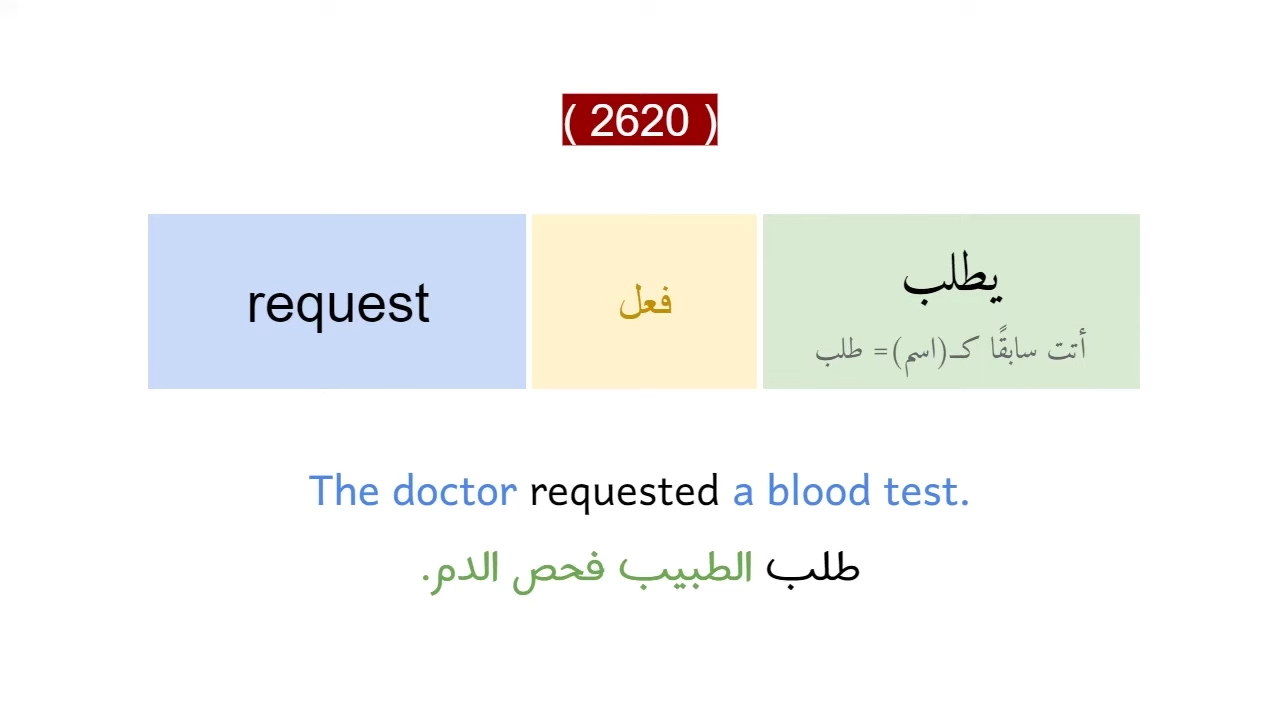 ( 2620 )
request
فعل
يطلب
أتت سابقًا كـ(اسم)= طلب
The doctor requested a blood test.
طلب الطبيب فحص الدم.